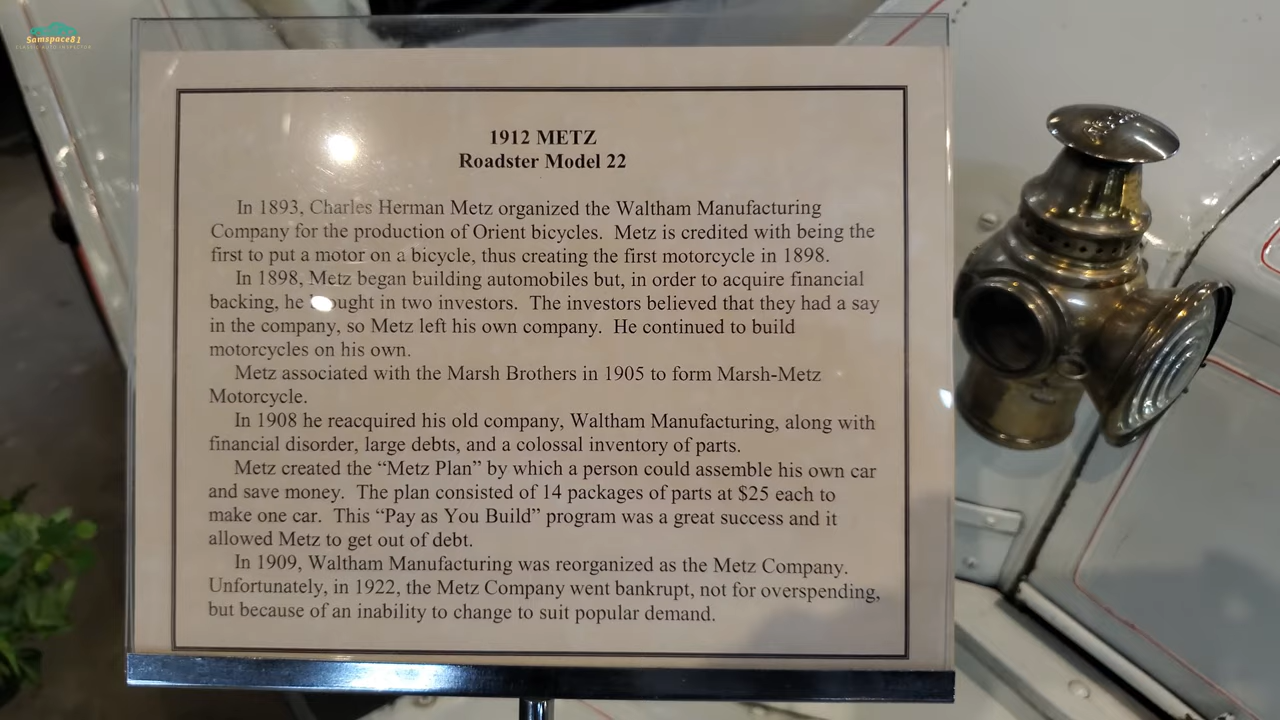 Samspace81
CLASSIC AUTO INSPECTOR
1912 METZ
Roadster Model 22
In 1893, Charles Herman Metz organized the Waltham Manufacturing
Company for the production of Orient bicycles. Metz is credited with being the
first to put a motor on a bicycle, thus creating the first motorcycle in 1898.
In 1898, Metz began building automobiles but, in order to acquire financial
backing, he brought in two investors. The investors believed that they had a say
in the company, so Metz left his own company. He continued to build
motorcycles on his own.
Metz associated with the Marsh Brothers in 1905 to form Marsh-Metz
Motorcycle.
In 1908 he reacquired his old company, Waltham Manufacturing, along with
financial disorder, large debts, and a colossal inventory of parts.
Metz created the “Metz Plan” by which a person could assemble his own car
and save money. The plan consisted of 14 packages of parts at $25 each to
make one car. This “Pay as You Build” program was a great success and it
allowed Metz to get out of debt.
In 1909, Waltham Manufacturing was reorganized as the Metz Company.
Unfortunately, in 1922, the Metz Company went bankrupt, not for overspending,
but because of an inability to change to suit popular demand.